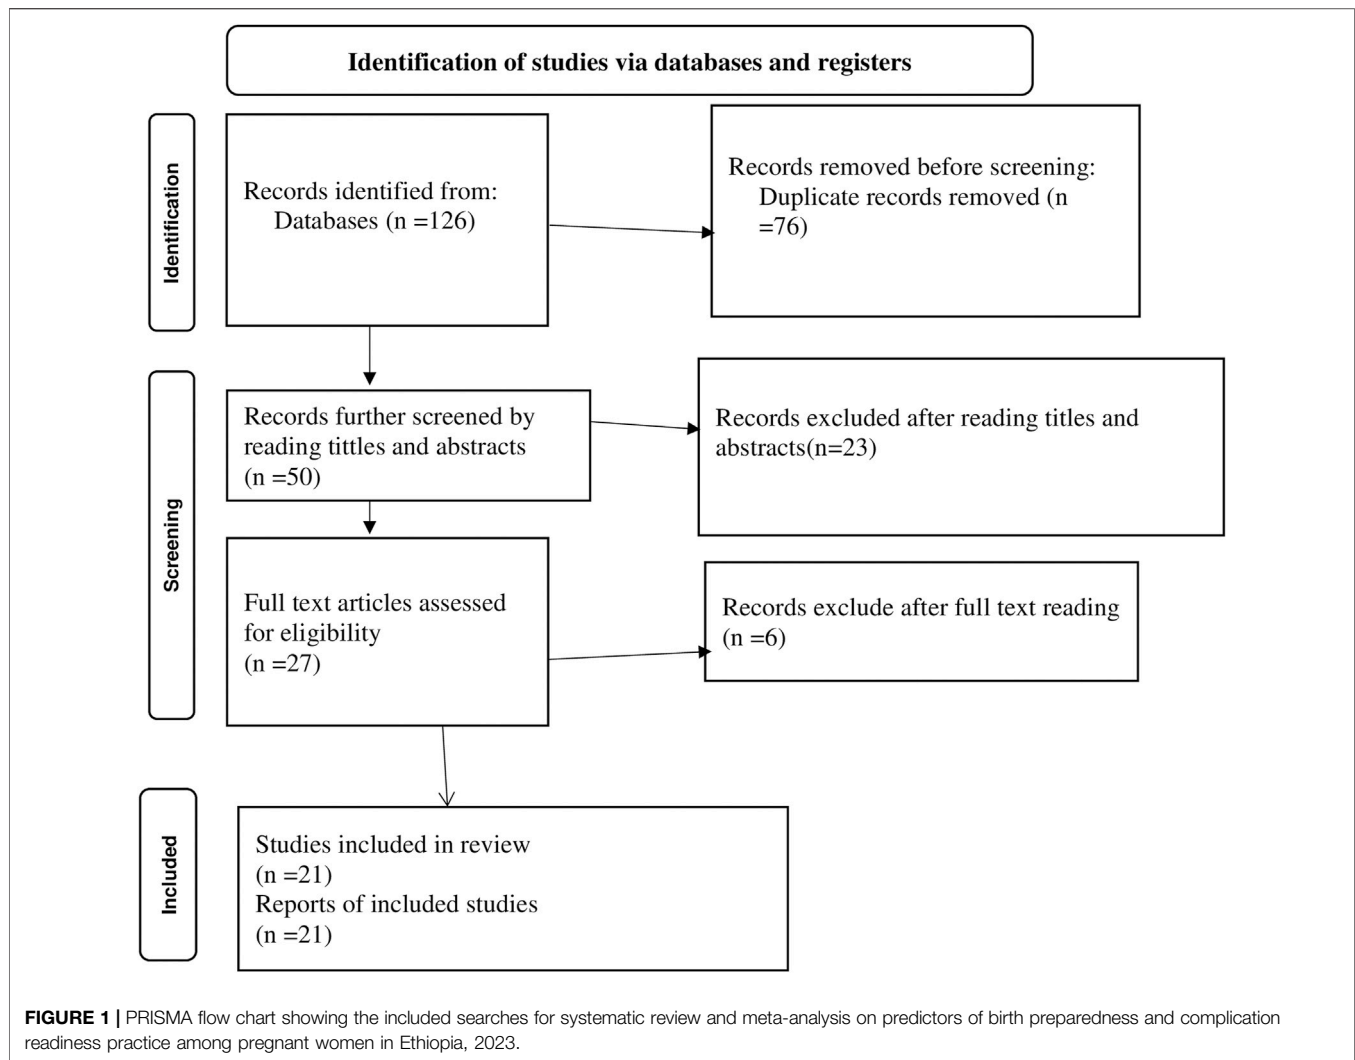 Identification of studies via databases and registers
Identification
Records identified from:
Databases (n =126)
Records removed before screening:
Duplicate records removed (n
=76)
Screening
Records further screened by
reading tittles and abstracts
(n =50)
Records excluded after reading titles and
abstracts(n=23)
Full text articles assessed
for eligibility
(n =27)
Records exclude after full text reading
(n =6)
Included
Studies included in review
(n =21)
Reports of included studies
(n =21)
FIGURE 1 | PRISMA flow chart showing the included searches for systematic review and meta-analysis on predictors of birth preparedness and complication
readiness practice among pregnant women in Ethiopia, 2023.